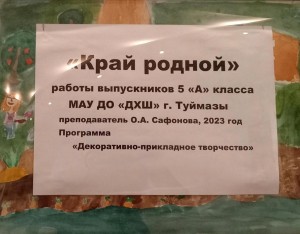 «Край родной»
работы выпускников 5 «А» класса
МАУ ДО «ДХШ» г. Туймазы
преподаватель О.А. Сафонова, 2023 год
Программа
«Декоративно-прикладное творчество»